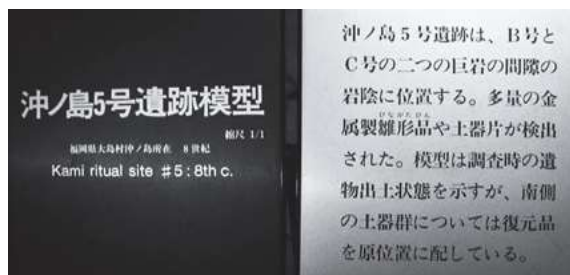 沖ノ島5号遺跡模型
縮尺 1/1
福岡県大島村沖ノ島所在 8世紀
Kami ritual site ♯5 : 8th c.
沖ノ島5号遺跡は、B号と
C号の二つの巨岩の間隙の
岩陰に位置する。多量の金
ひながたひん
属製雛形品や土器片が検出
された。模型は調査時の遺
物出土状態を示すが、南側
の土器群については復元品
を原位置に配している。